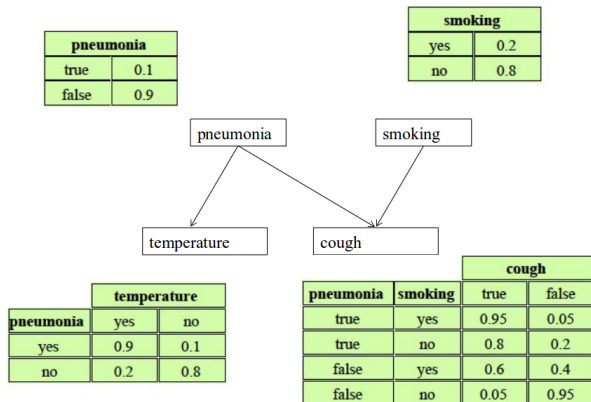 smoking
yes 0.2
no 0.8
pneumonia
true 0.1
false 0.9
pneumonia
smoking
temperature
cough
temperature
pneumonia yes no
yes 0.9 0.1
no 0.2 0.8
cough
pneumonia smoking true false
true yes 0.95 0.05
true no 0.8 0.2
false yes 0.6 0.4
false no 0.05 0.95